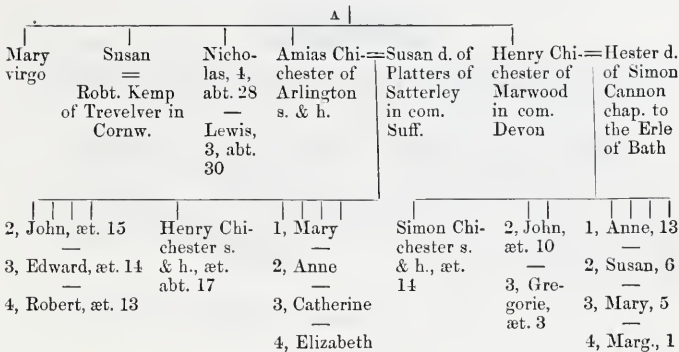 A
Mary
virgo
Susan
=
Robt. Kemp
of Trevelver in
Cornw.
Nicho-
las, 4,
abt. 28
—
Lewis,
3, abt.
30
Amias Chi-
chester of
Arlington
s. & h.
=
Susan d. of
Platters of
Satterley
in com.
Suff.
Henry Chi-
chester of
Marwood
in com.
Devon
=
Hester d.
of Simon
Cannon
chap. to
the Erle
of Bath
2, John, æt. 15
—
3, Edward, æt. 14
—
4, Robert, æt. 13
Henry Chi-
chester s.
& h., æt.
abt. 17
1, Mary
—
2, Anne
—
3, Catherine
—
4, Elizabeth
Simon Chi-
chester s.
& h., æt.
14
2, John,
æt. 10
—
3, Gre-
gorie,
æt. 3
1, Anne, 13
—
2, Susan, 6
—
3, Mary, 5
—
4, Marg., 1